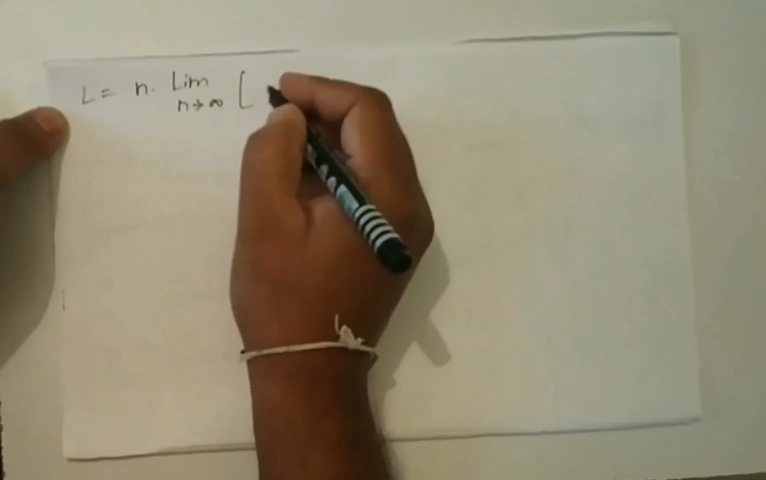 L = n. Lim [
n→∞